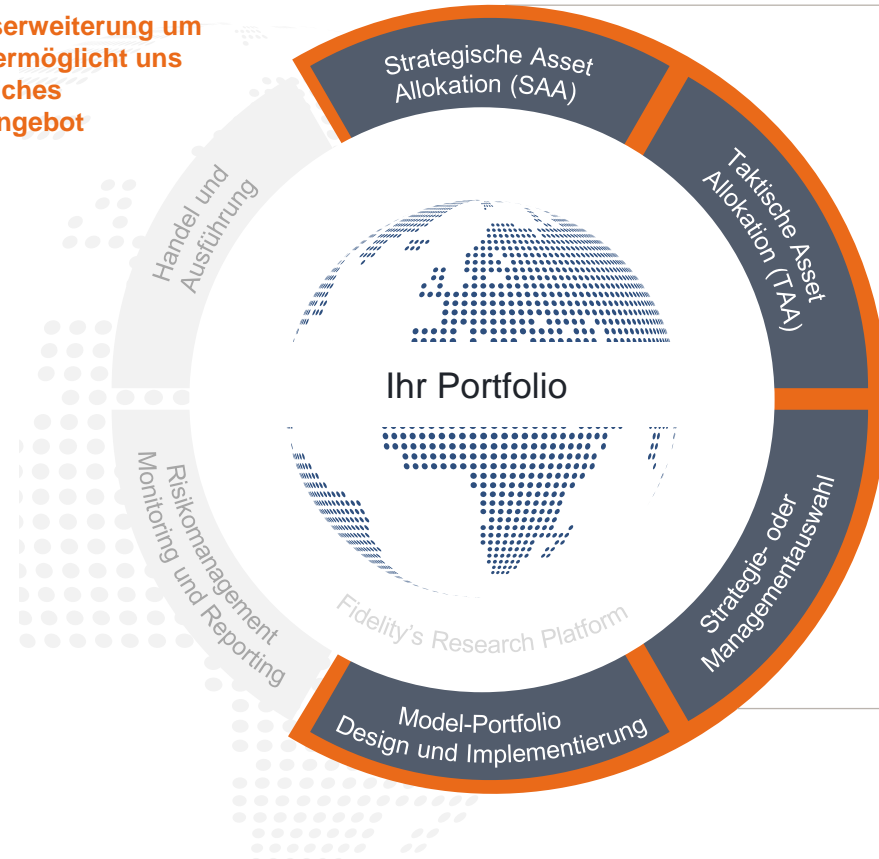 serweiterung um
ermöglicht uns
ches
ngebot
Strategische Asset
Allokation (SAA)
Taktische Asset
Allokation (TAA)
Strategie- oder
Managementauswahl
Model-Portfolio
Design und Implementierung
Risikomanagement
Monitoring und Reporting
Handel und
Ausführung
Ihr Portfolio
Fidelity's Research Platform